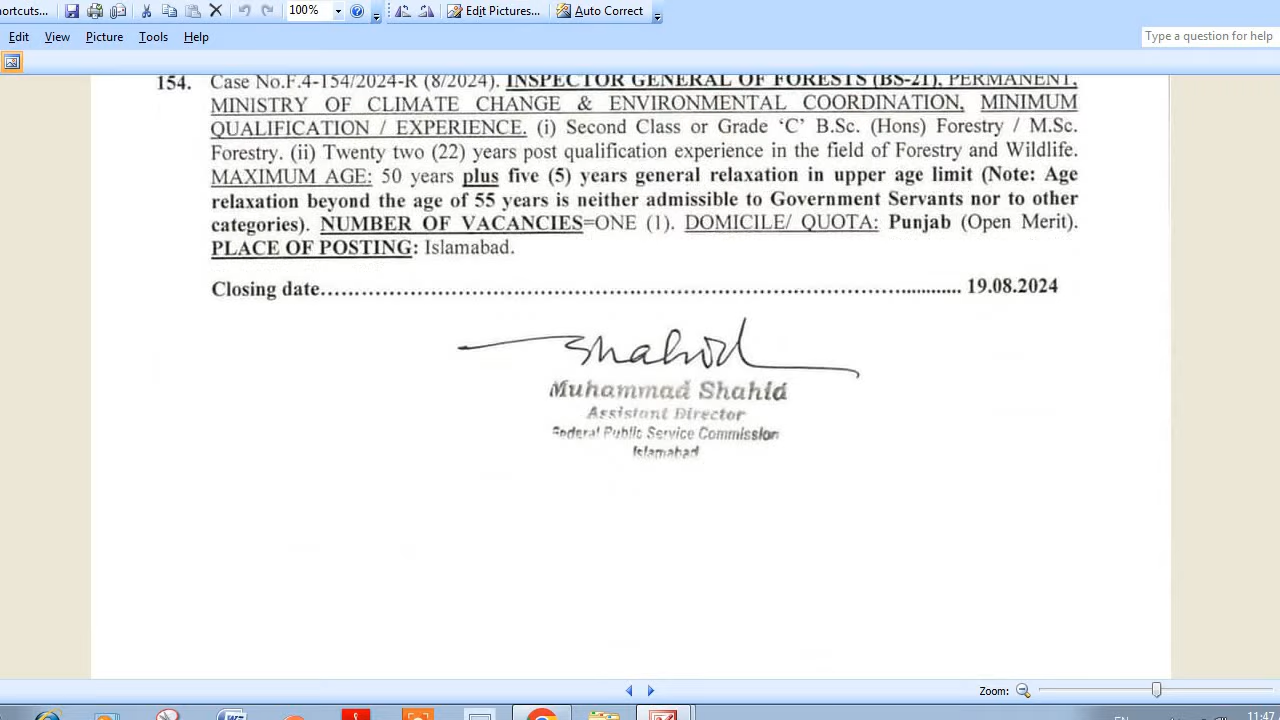 ortcuts...
100%
Edit Pictures...
Auto Correct
Edit View Picture Tools Help
Type a question for help
154. Case No.F.4-154/2024-R (8/2024). INSPECTOR GENERAL OF FORESTS (BS-21), PERMANENT,
MINISTRY OF CLIMATE CHANGE & ENVIRONMENTAL COORDINATION, MINIMUM
QUALIFICATION / EXPERIENCE. (i) Second Class or Grade ‘C’ B.Sc. (Hons) Forestry / M.Sc.
Forestry. (ii) Twenty two (22) years post qualification experience in the field of Forestry and Wildlife.
MAXIMUM AGE: 50 years plus five (5) years general relaxation in upper age limit (Note: Age
relaxation beyond the age of 55 years is neither admissible to Government Servants nor to other
categories). NUMBER OF VACANCIES=ONE (1). DOMICILE/ QUOTA: Punjab (Open Merit).
PLACE OF POSTING: Islamabad.
Closing date........................................................................................................ 19.08.2024
Shahid
Muhammad Shahid
Assistant Director
Federal Public Service Commission
Islamabad
Zoom:
EN
11:47